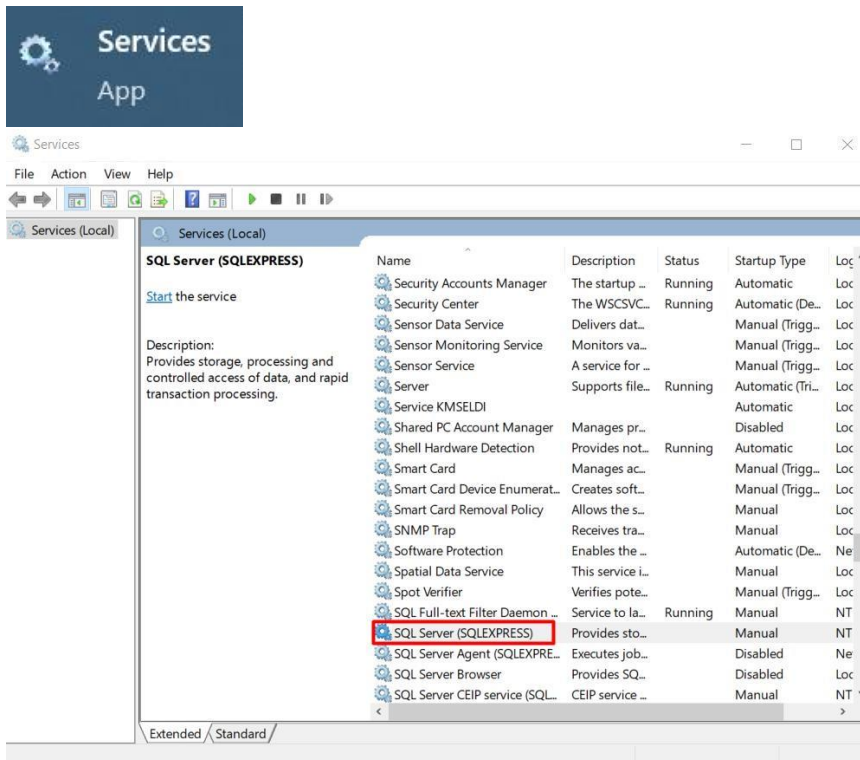 Services
App
Services
File Action View Help
Services (Local)
Services (Local)
SQL Server (SQLEXPRESS)
Start the service
Description:
Provides storage, processing and
controlled access of data, and rapid
transaction processing.
Name Description Status Startup Type Log
Security Accounts Manager The startup ... Running Automatic Loc
Security Center The WSCSVC... Running Automatic (De... Loc
Sensor Data Service Delivers dat... Manual (Trigg... Loc
Sensor Monitoring Service Monitors va... Manual (Trigg... Loc
Sensor Service A service for ... Manual (Trigg... Loc
Server Supports file... Running Automatic (Tri... Loc
Service KMSELDI Automatic Loc
Shared PC Account Manager Manages pr... Disabled Loc
Shell Hardware Detection Provides not... Running Automatic Loc
Smart Card Manages ac... Manual (Trigg... Loc
Smart Card Device Enumerat... Creates soft... Manual (Trigg... Loc
Smart Card Removal Policy Allows the s... Manual Loc
SNMP Trap Receives tra... Manual Loc
Software Protection Enables the ... Automatic (De... Ne
Spatial Data Service This service i... Manual Loc
Spot Verifier Verifies pote... Manual (Trigg... Loc
SQL Full-text Filter Daemon ... Service to la... Running Manual NT
SQL Server (SQLEXPRESS) Provides sto... Manual NT
SQL Server Agent (SQLEXPRE... Executes job... Disabled Ne
SQL Server Browser Provides SQ... Disabled Loc
SQL Server CEIP service (SQL... CEIP service ... Manual NT
Extended Standard